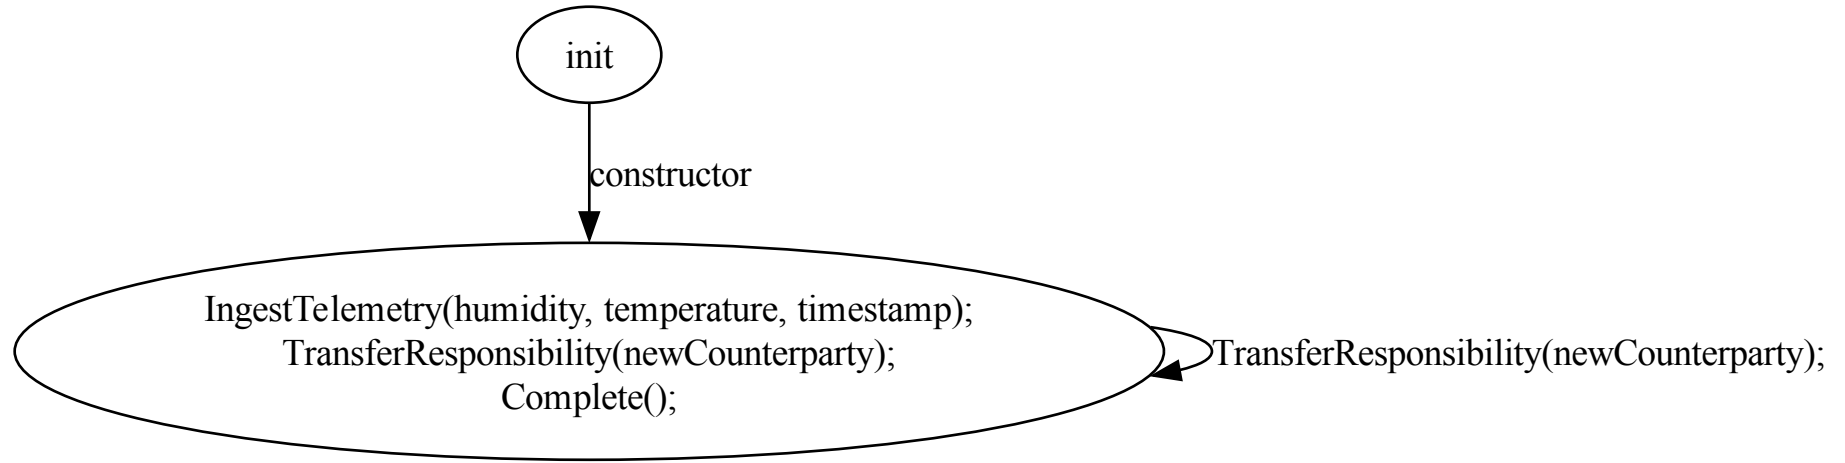 init
constructor
IngestTelemetry(humidity, temperature, timestamp);
TransferResponsibility(newCounterparty);
Complete();
TransferResponsibility(newCounterparty);